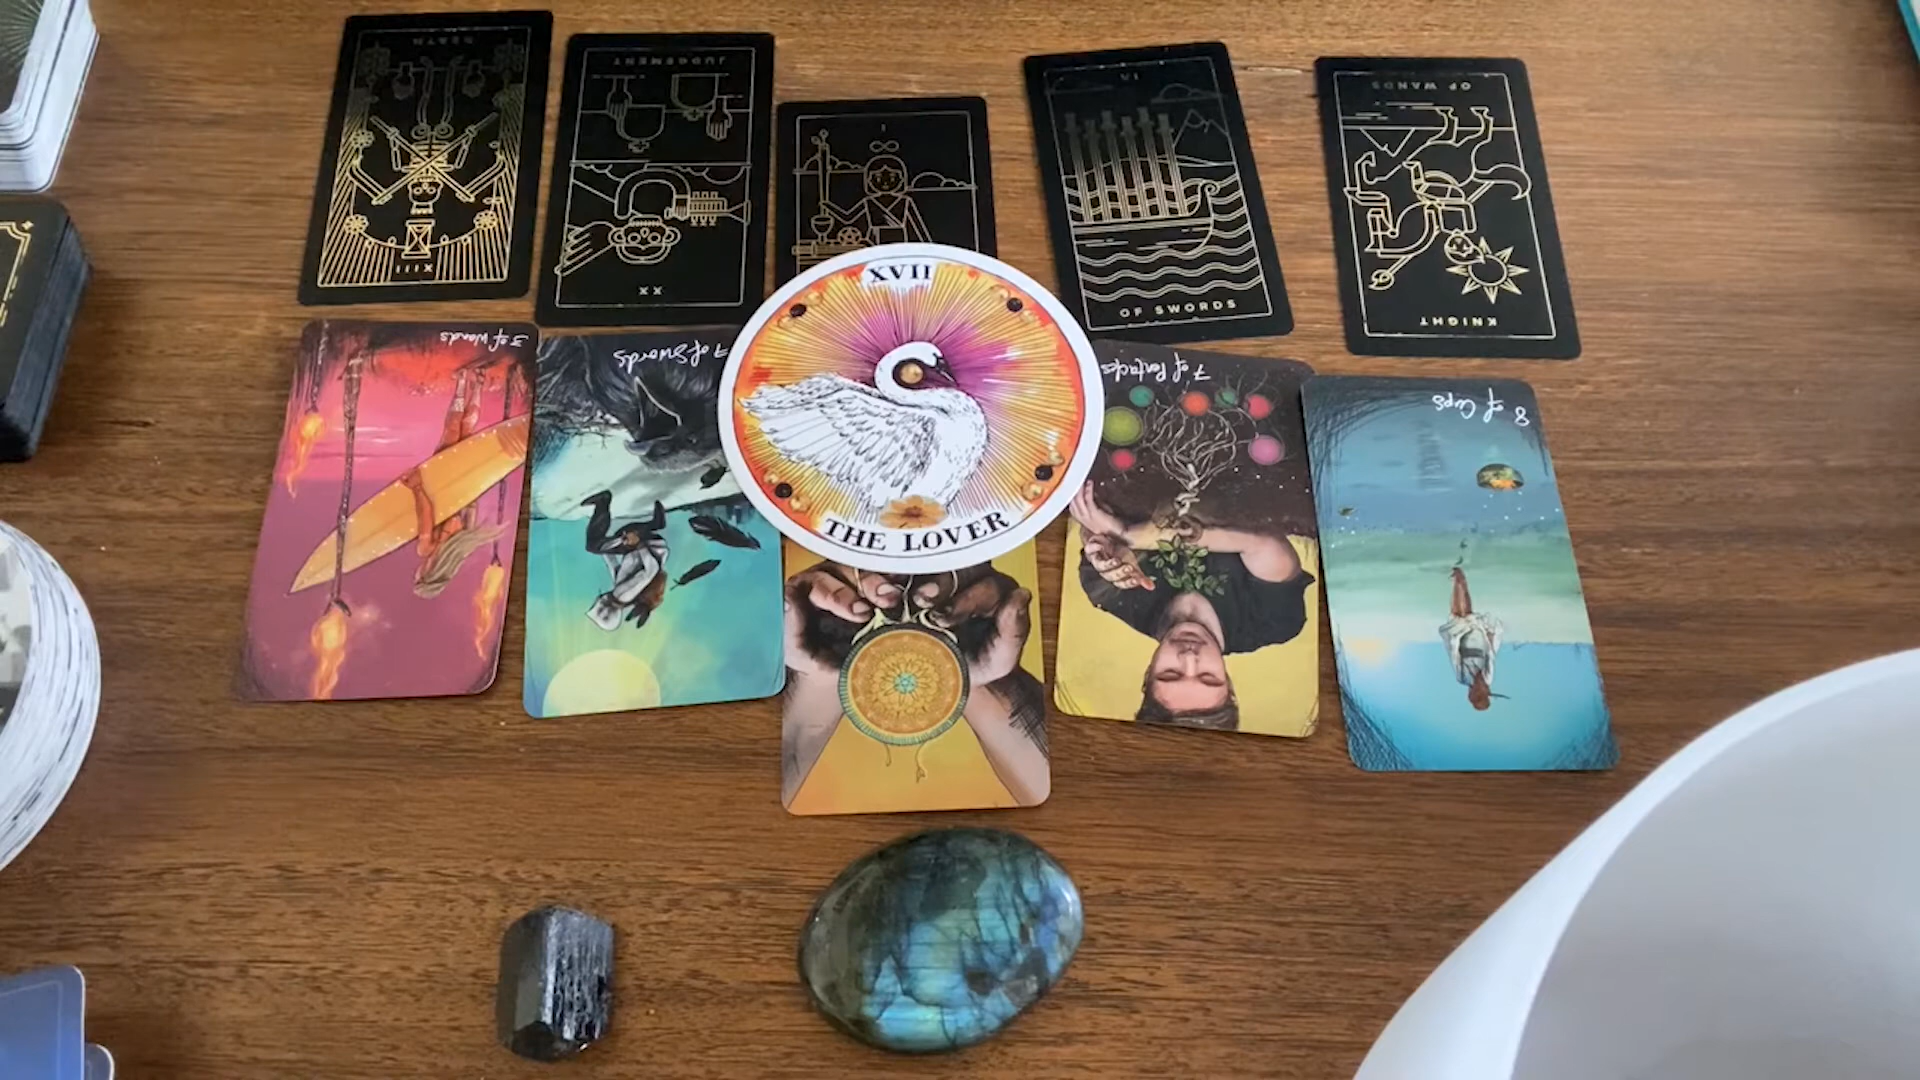 DEATH
XIII
JUDGEMENT
XX
I
VI
OF SWORDS
OF WANDS
KNIGHT
XVII
THE LOVER
3 of Wands
7 of Swords
7 of Pentacles
8 of Cups